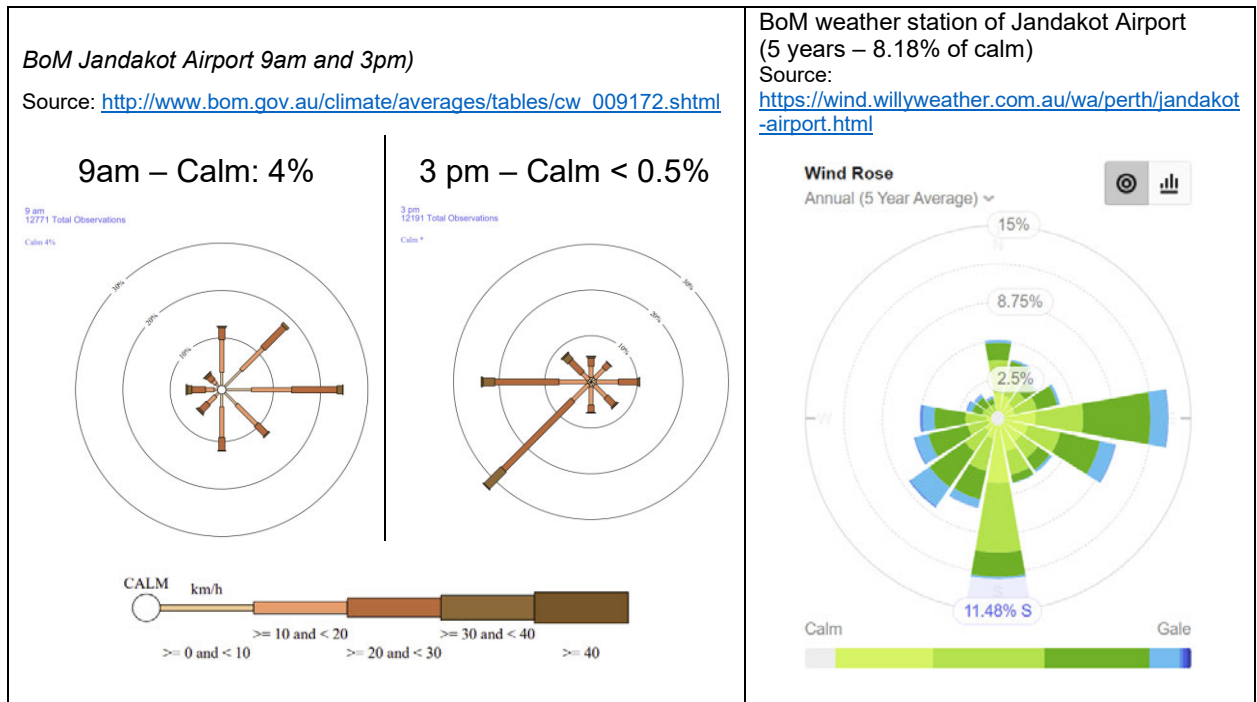 BoM Jandakot Airport 9am and 3pm)
Source: http://www.bom.gov.au/climate/averages/tables/cw_009172.shtml
9am – Calm: 4%
9 am
12771 Total Observations
Calm 4%
30%
20%
10%
3 pm – Calm < 0.5%
3 pm
12191 Total Observations
Calm *
30%
20%
10%
CALM
km/h
>= 10 and < 20
>= 30 and < 40
>= 0 and < 10
>= 20 and < 30
>= 40
BoM weather station of Jandakot Airport
(5 years – 8.18% of calm)
Source:
https://wind.willyweather.com.au/wa/perth/jandakot
-airport.html
Wind Rose
Annual (5 Year Average)
15%
N
8.75%
2.5%
W
S
11.48% S
Calm
Gale